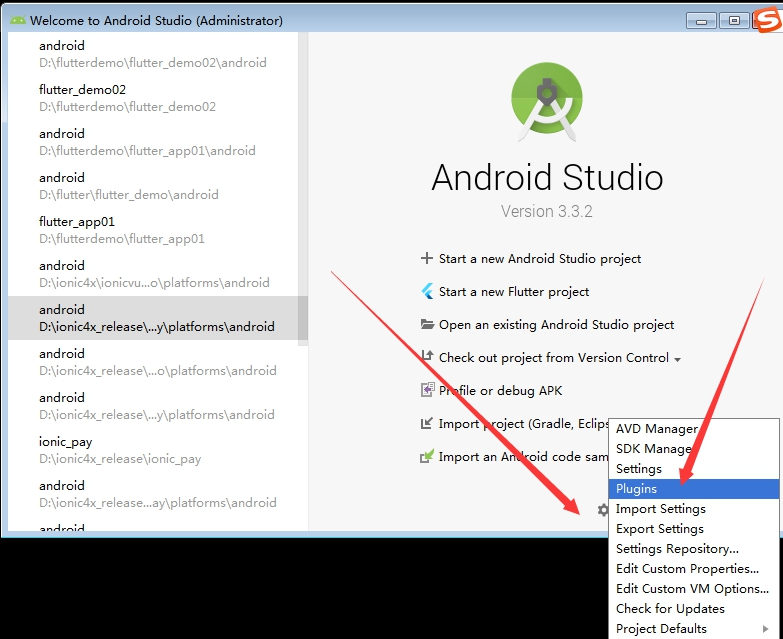 Welcome to Android Studio (Administrator)
android
D:\flutterdemo\flutter_demo02\android
flutter_demo02
D:\flutterdemo\flutter_demo02
android
D:\flutterdemo\flutter_app01\android
android
D:\flutter\flutter_demo\android
flutter_app01
D:\flutterdemo\flutter_app01
android
D:\ionic4x\ionicvu...o\platforms\android
android
D:\ionic4x_release\...y\platforms\android
android
D:\ionic4x_release\...o\platforms\android
android
D:\ionic4x_release\...y\platforms\android
ionic_pay
D:\ionic4x_release\ionic_pay
android
D:\ionic4x_release...ay\platforms\android
android
Android Studio
Version 3.3.2
Start a new Android Studio project
Start a new Flutter project
Open an existing Android Studio project
Check out project from Version Control
Profile or debug APK
Import project (Gradle, Eclips
Import an Android code sam
AVD Manager
SDK Manage
Settings
Plugins
Import Settings
Export Settings
Settings Repository...
Edit Custom Properties...
Edit Custom VM Options...
Check for Updates
Project Defaults